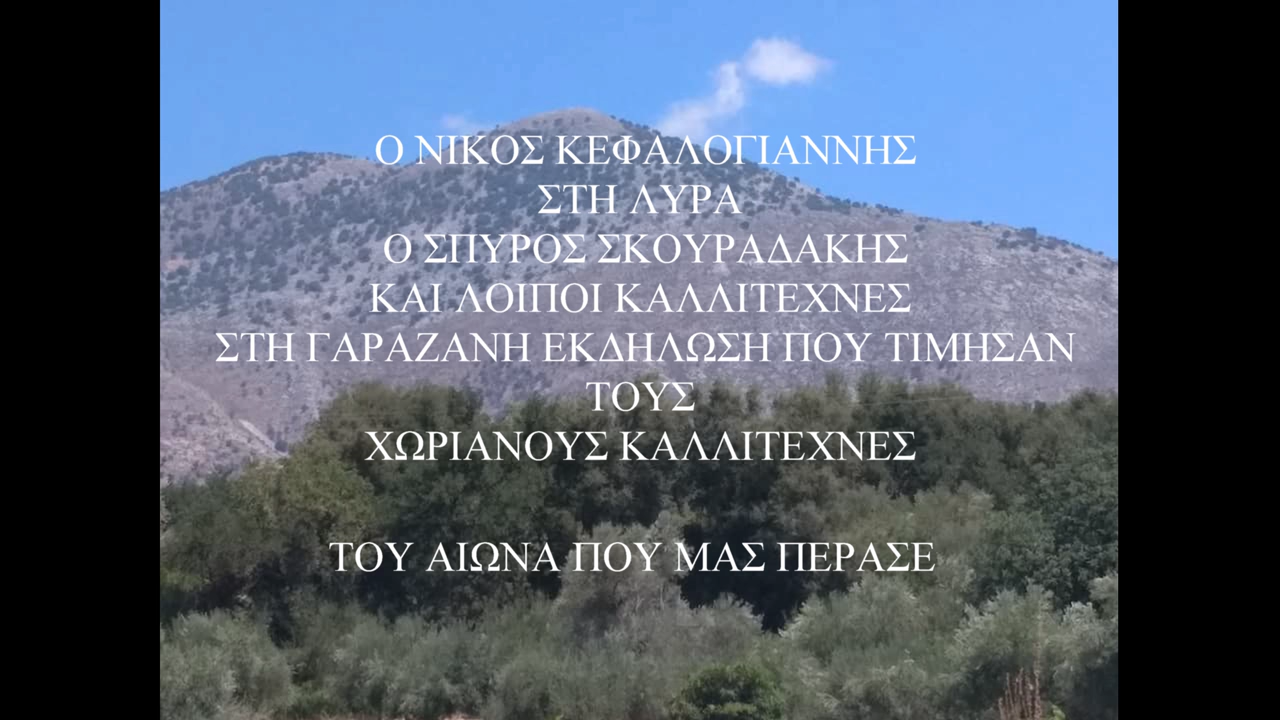 Ο ΝΙΚΟΣ ΚΕΦΑΛΟΓΙΑΝΝΗΣ
ΣΤΗ ΛΥΡΑ
Ο ΣΠΥΡΟΣ ΣΚΟΥΡΑΔΑΚΗΣ
ΚΑΙ ΛΟΙΠΟΙ ΚΑΛΛΙΤΕΧΝΕΣ
ΣΤΗ ΓΑΡΑΖΑΝΗ ΕΚΔΗΛΩΣΗ ΠΟΥ ΤΙΜΗΣΑΝ
ΤΟΥΣ
ΧΩΡΙΑΝΟΥΣ ΚΑΛΛΙΤΕΧΝΕΣ
ΤΟΥ ΑΙΩΝΑ ΠΟΥ ΜΑΣ ΠΕΡΑΣΕ